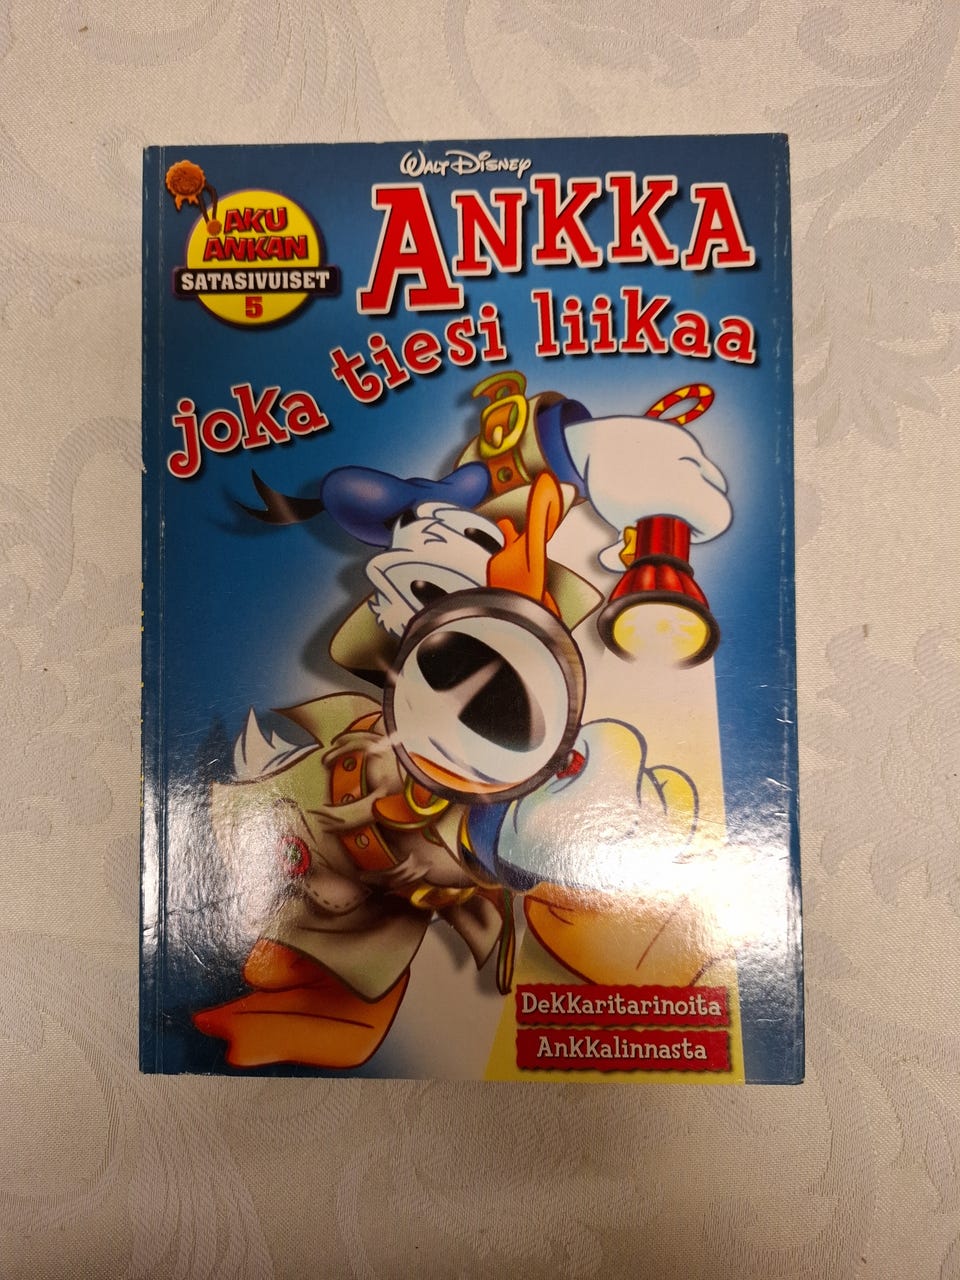 WALT DISNEY
AKU
ANKAN
SATASIVUISET
5
ANKKA
joka tiesi liikaa
Dekkaritarinoita
Ankkalinnasta